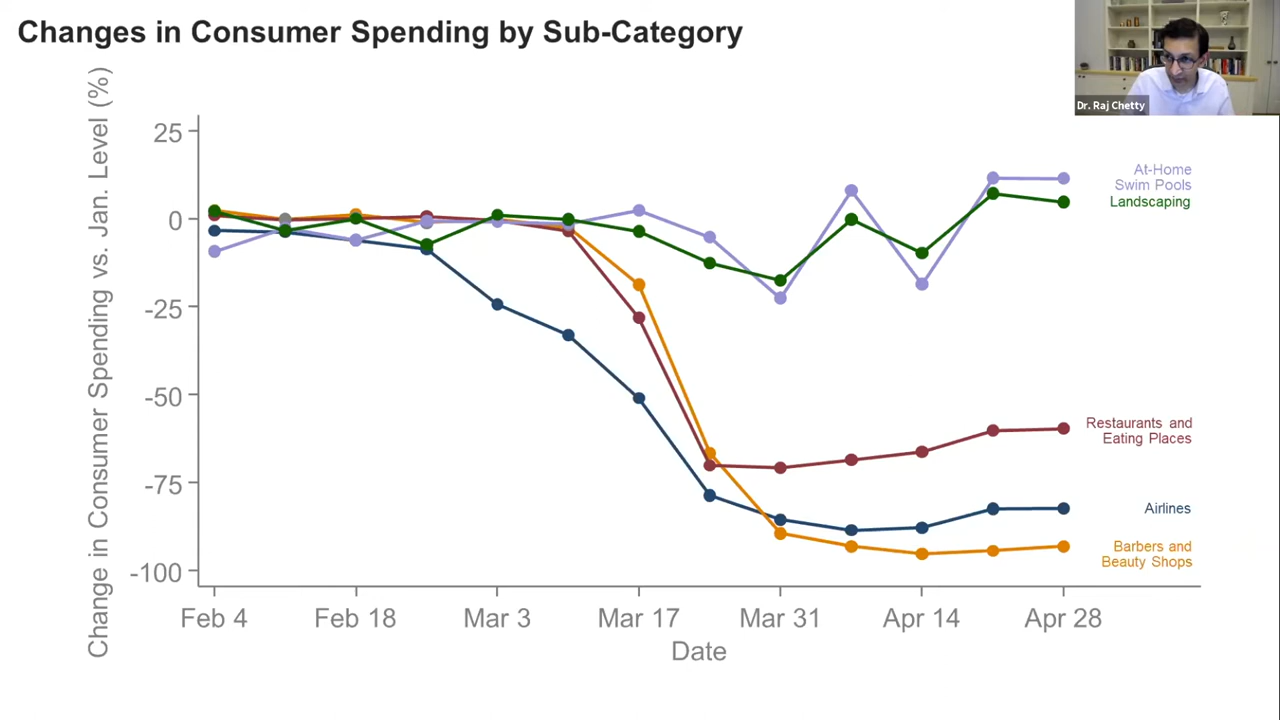 Changes in Consumer Spending by Sub-Category
Dr. Raj Chetty
Change in Consumer Spending vs. Jan. Level (%)
25
0
-25
-50
-75
-100
At-Home
Swim Pools
Landscaping
Restaurants and
Eating Places
Airlines
Barbers and
Beauty Shops
Feb 4
Feb 18
Mar 3
Mar 17
Mar 31
Apr 14
Apr 28
Date